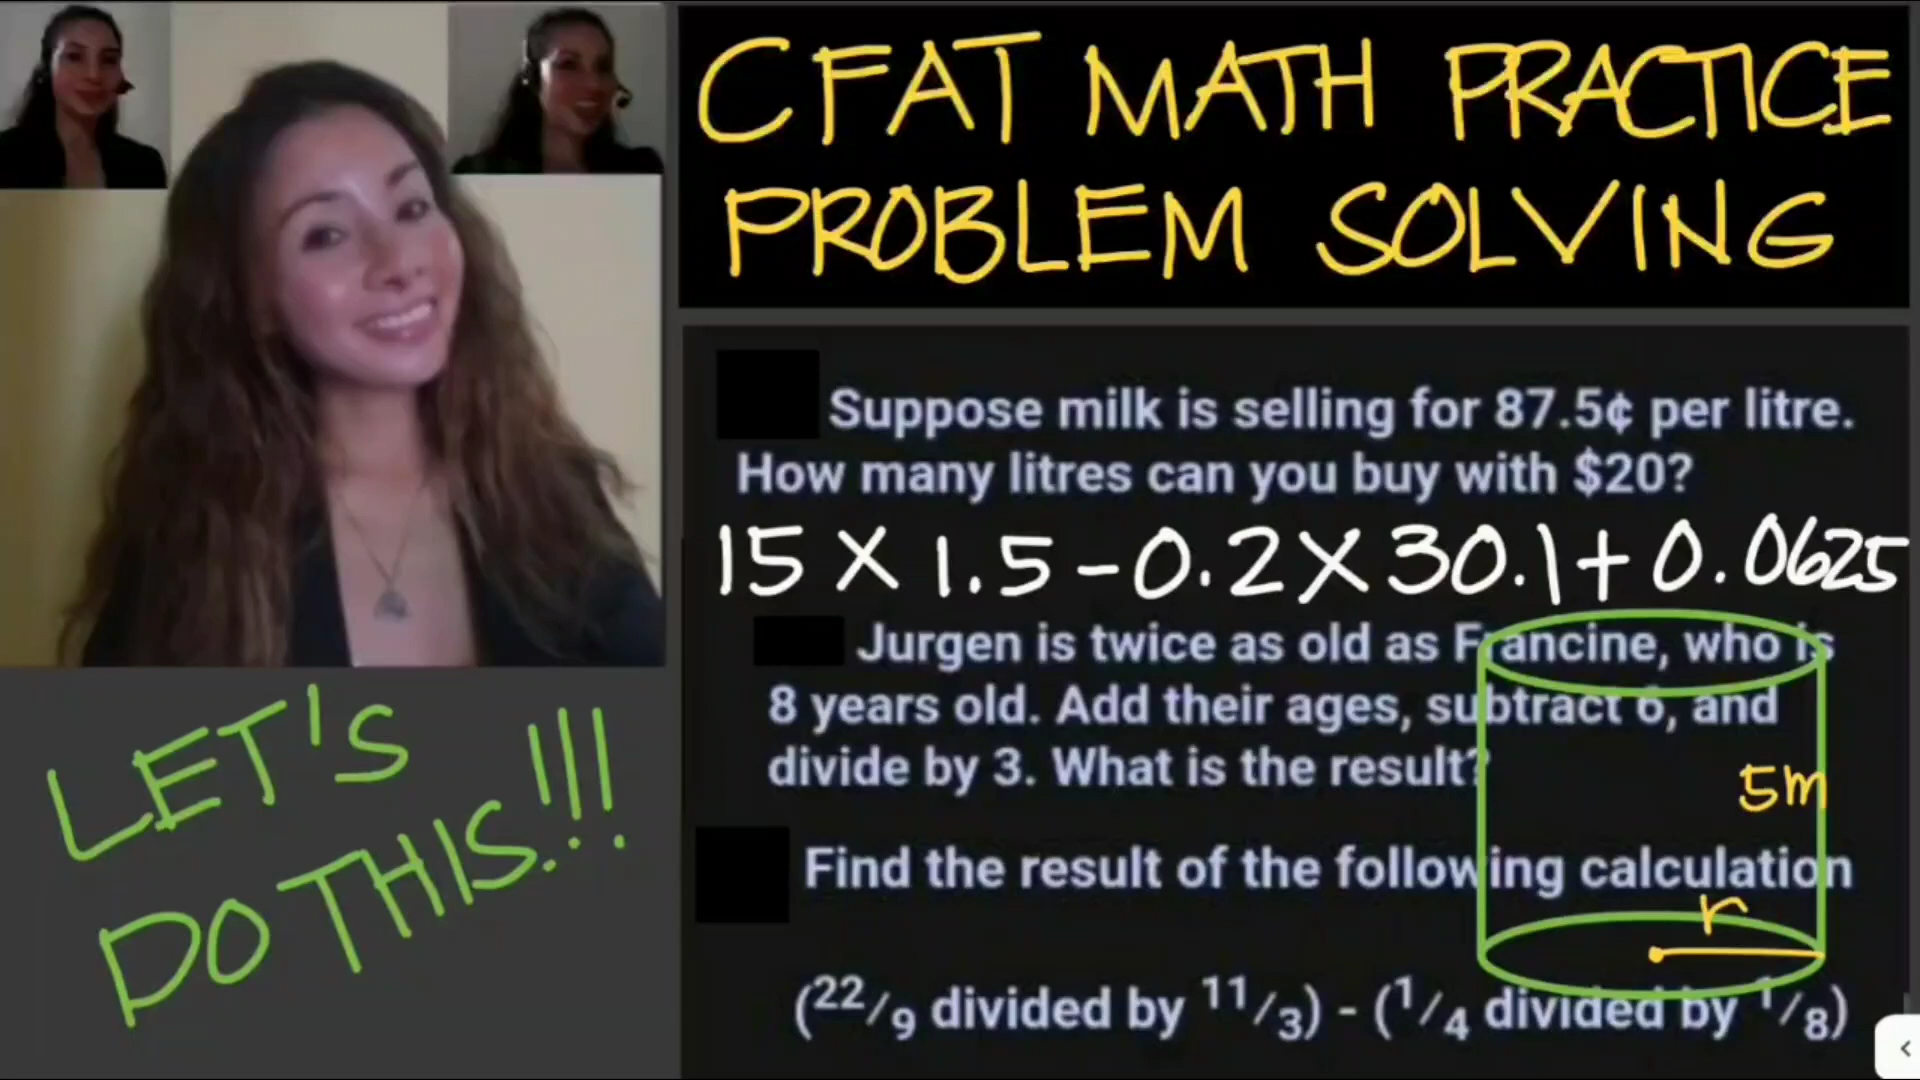 CFAT MATH PRACTICE
PROBLEM SOLVING
Suppose milk is selling for 87.5¢ per litre.
How many litres can you buy with $20?
15 X 1.5 - 0.2 X 30.1 + 0.0625
Jurgen is twice as old as Francine, who is
8 years old. Add their ages, subtract 6, and
divide by 3. What is the result?
5m
Find the result of the following calculation
r
(22/9 divided by 11/3) - (1/4 divided by 1/8)
LET'S
DO THIS!!!
<